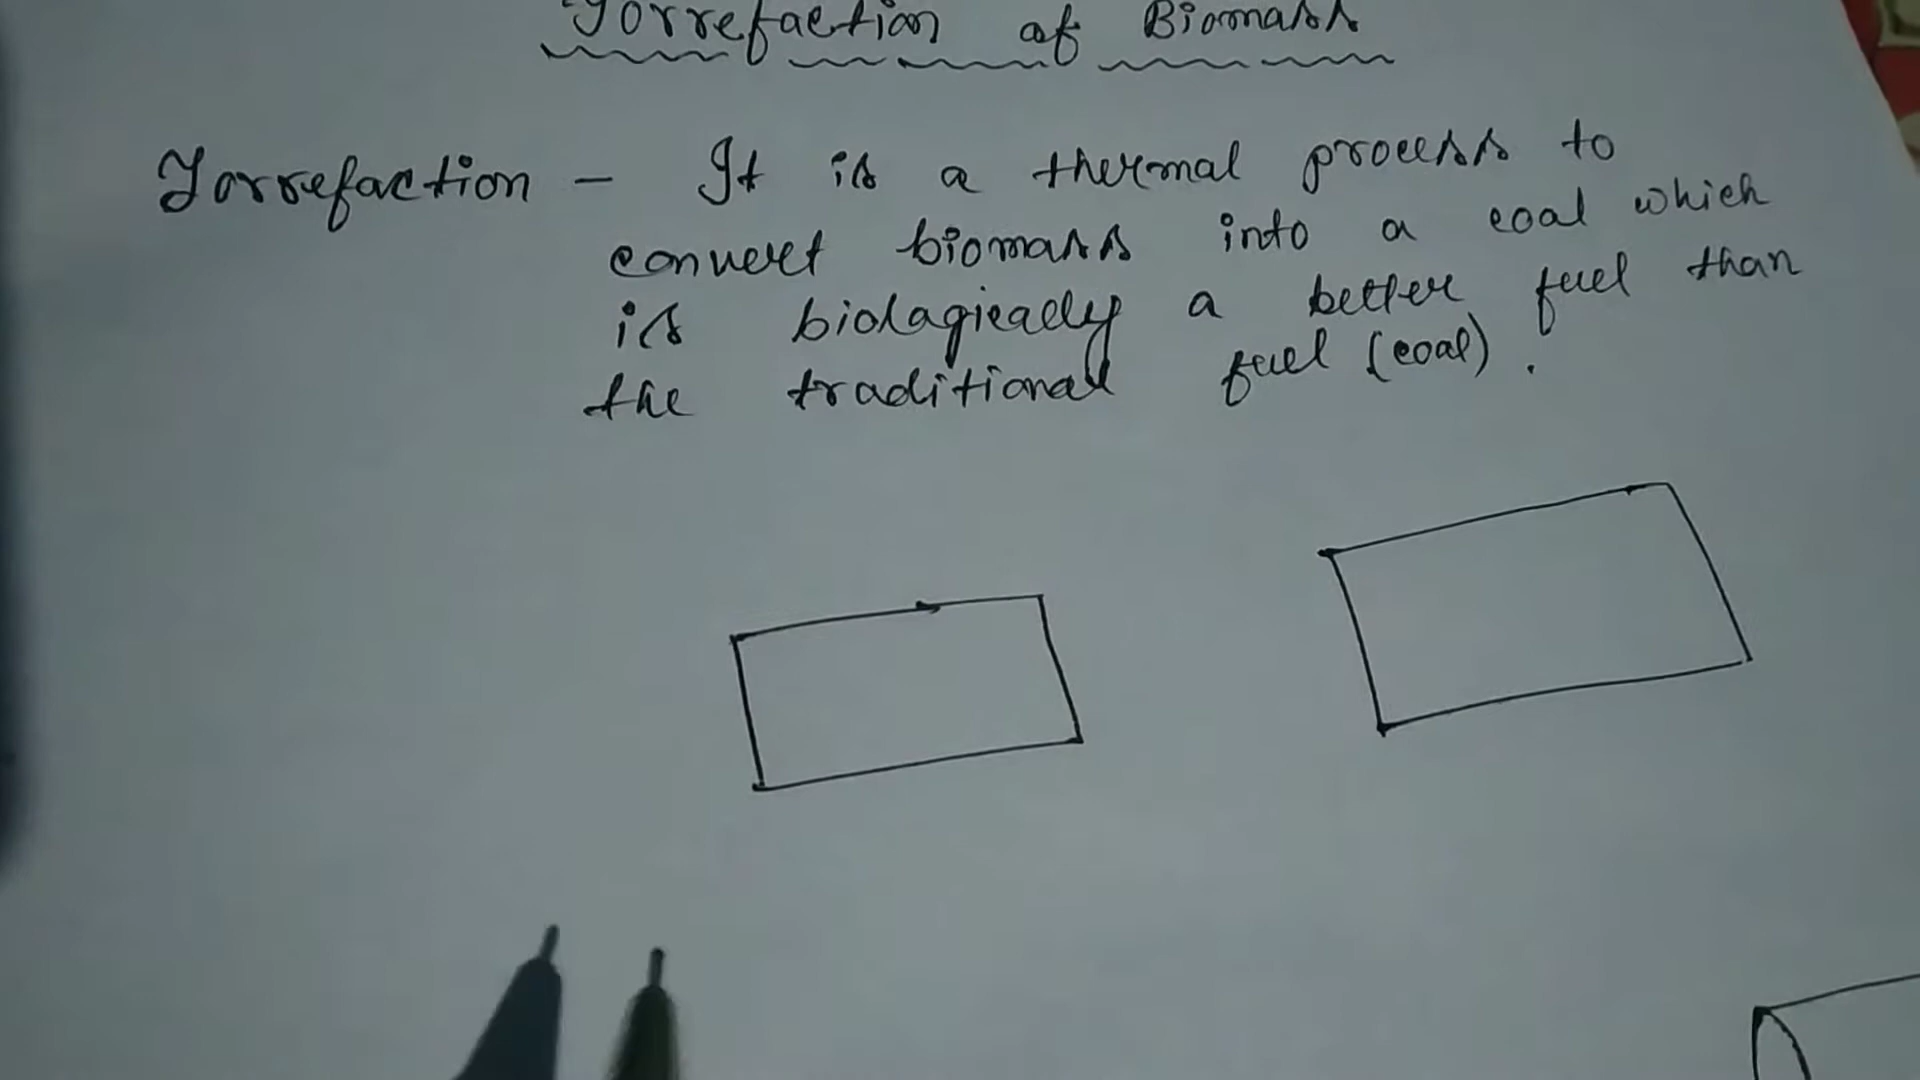 Torrefaction of Biomass
Torrefaction - It is a thermal process to
convert biomass into a coal which
is biologically a better fuel than
the traditional fuel (coal).